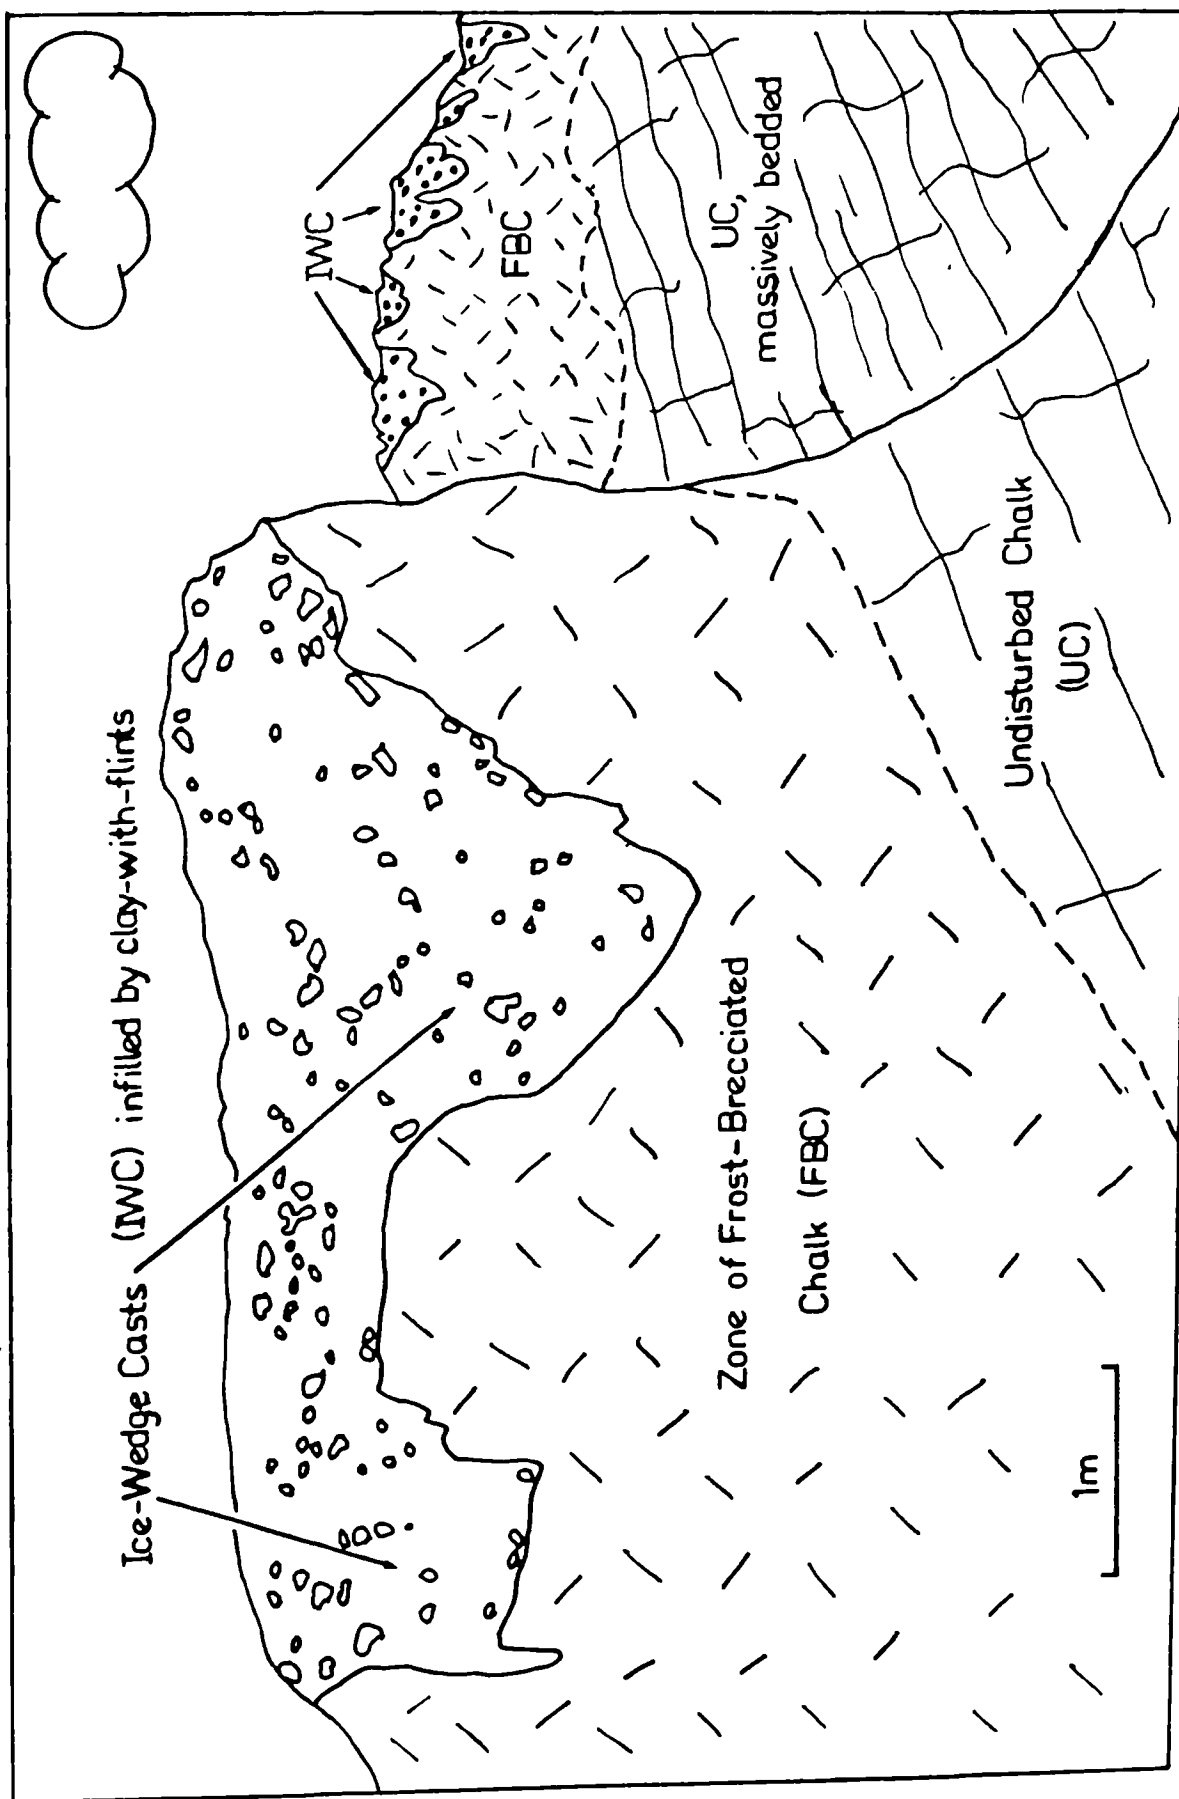 Ice-Wedge Casts (IWC) infilled by clay-with-flints
IWC
FBC
UC,
massively bedded
Zone of Frost-Brecciated
Chalk (FBC)
Undisturbed Chalk
(UC)
1m